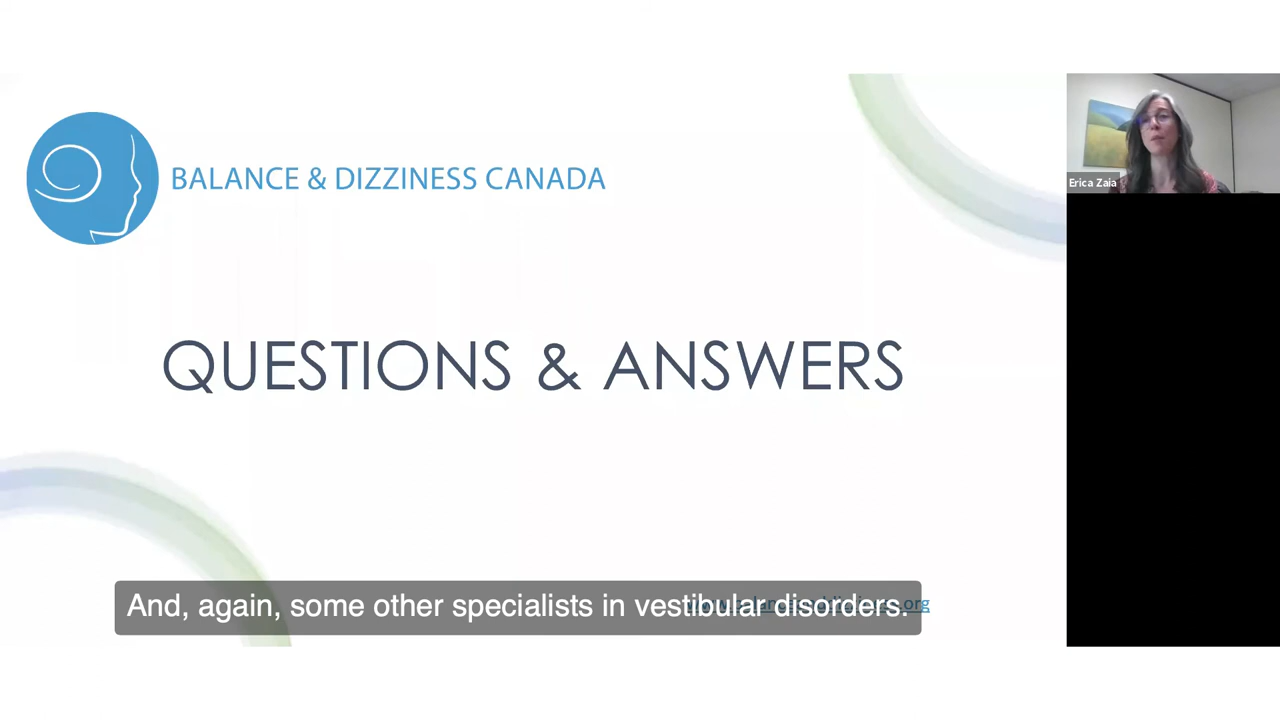 BALANCE & DIZZINESS CANADA
Erica Zaia
QUESTIONS & ANSWERS
And, again, some other specialists in vestibular disorders.